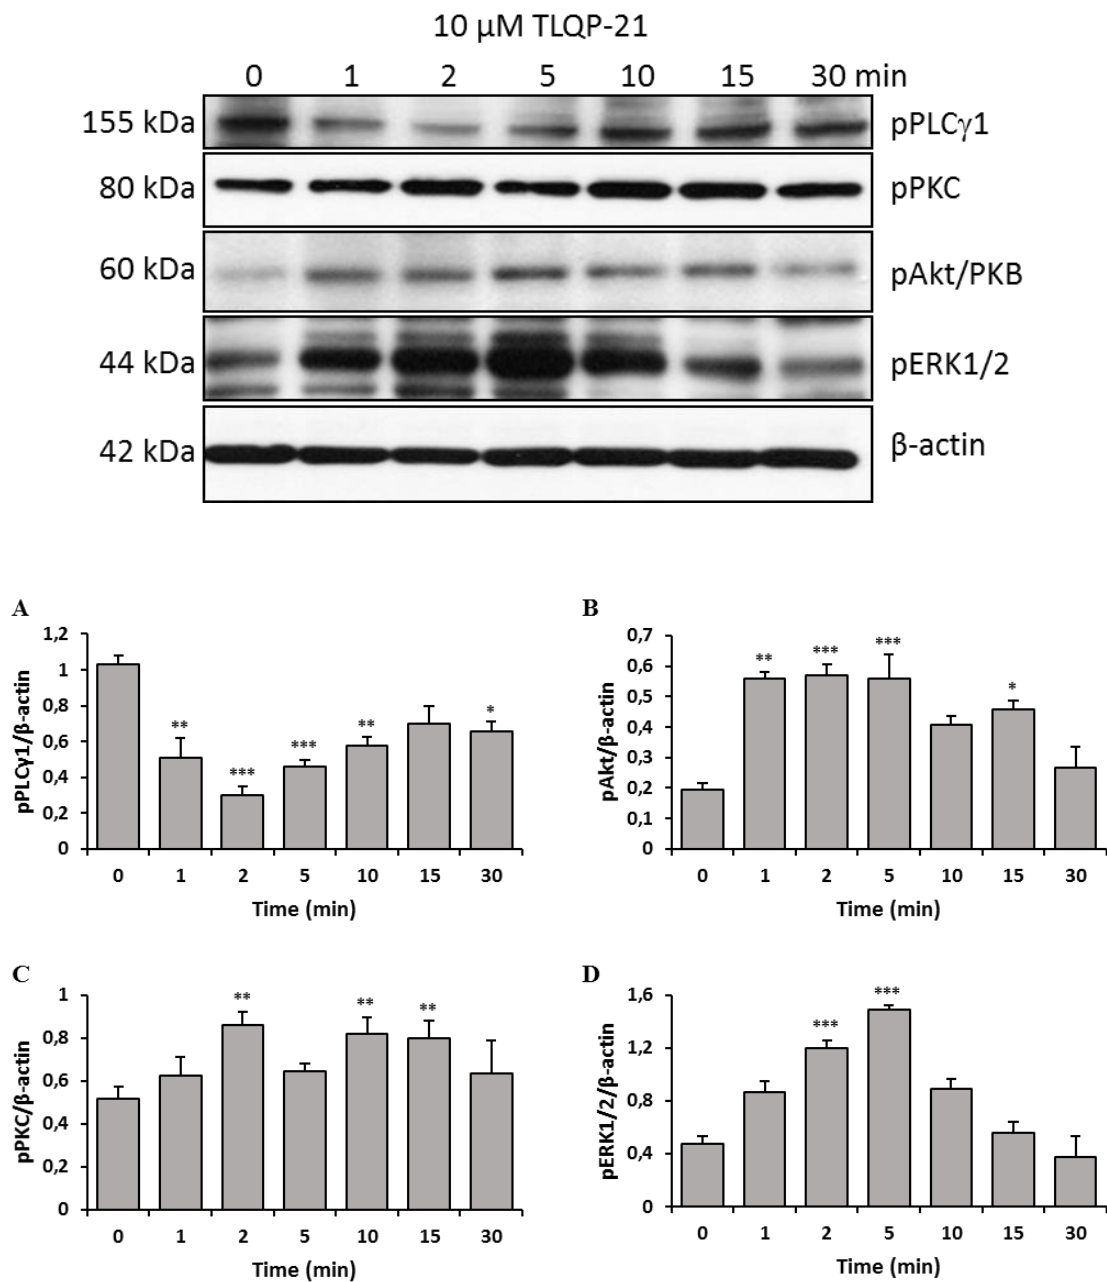 10 μM TLQP-21
0 1 2 5 10 15 30 min
155 kDa pPLCγ1
80 kDa pPKC
60 kDa pAkt/PKB
44 kDa pERK1/2
42 kDa β-actin
A
pPLCγ1/β-actin
1,2
1
0,8
0,6
0,4
0,2
0
**
***
***
**
*
0 1 2 5 10 15 30
Time (min)
B
pAkt/β-actin
0,7
0,6
0,5
0,4
0,3
0,2
0,1
0
**
***
***
*
0 1 2 5 10 15 30
Time (min)
C
pPKC/β-actin
1
0,8
0,6
0,4
0,2
0
**
**
**
0 1 2 5 10 15 30
Time (min)
D
pERK1/2/β-actin
1,6
1,2
0,8
0,4
0
***
***
0 1 2 5 10 15 30
Time (min)